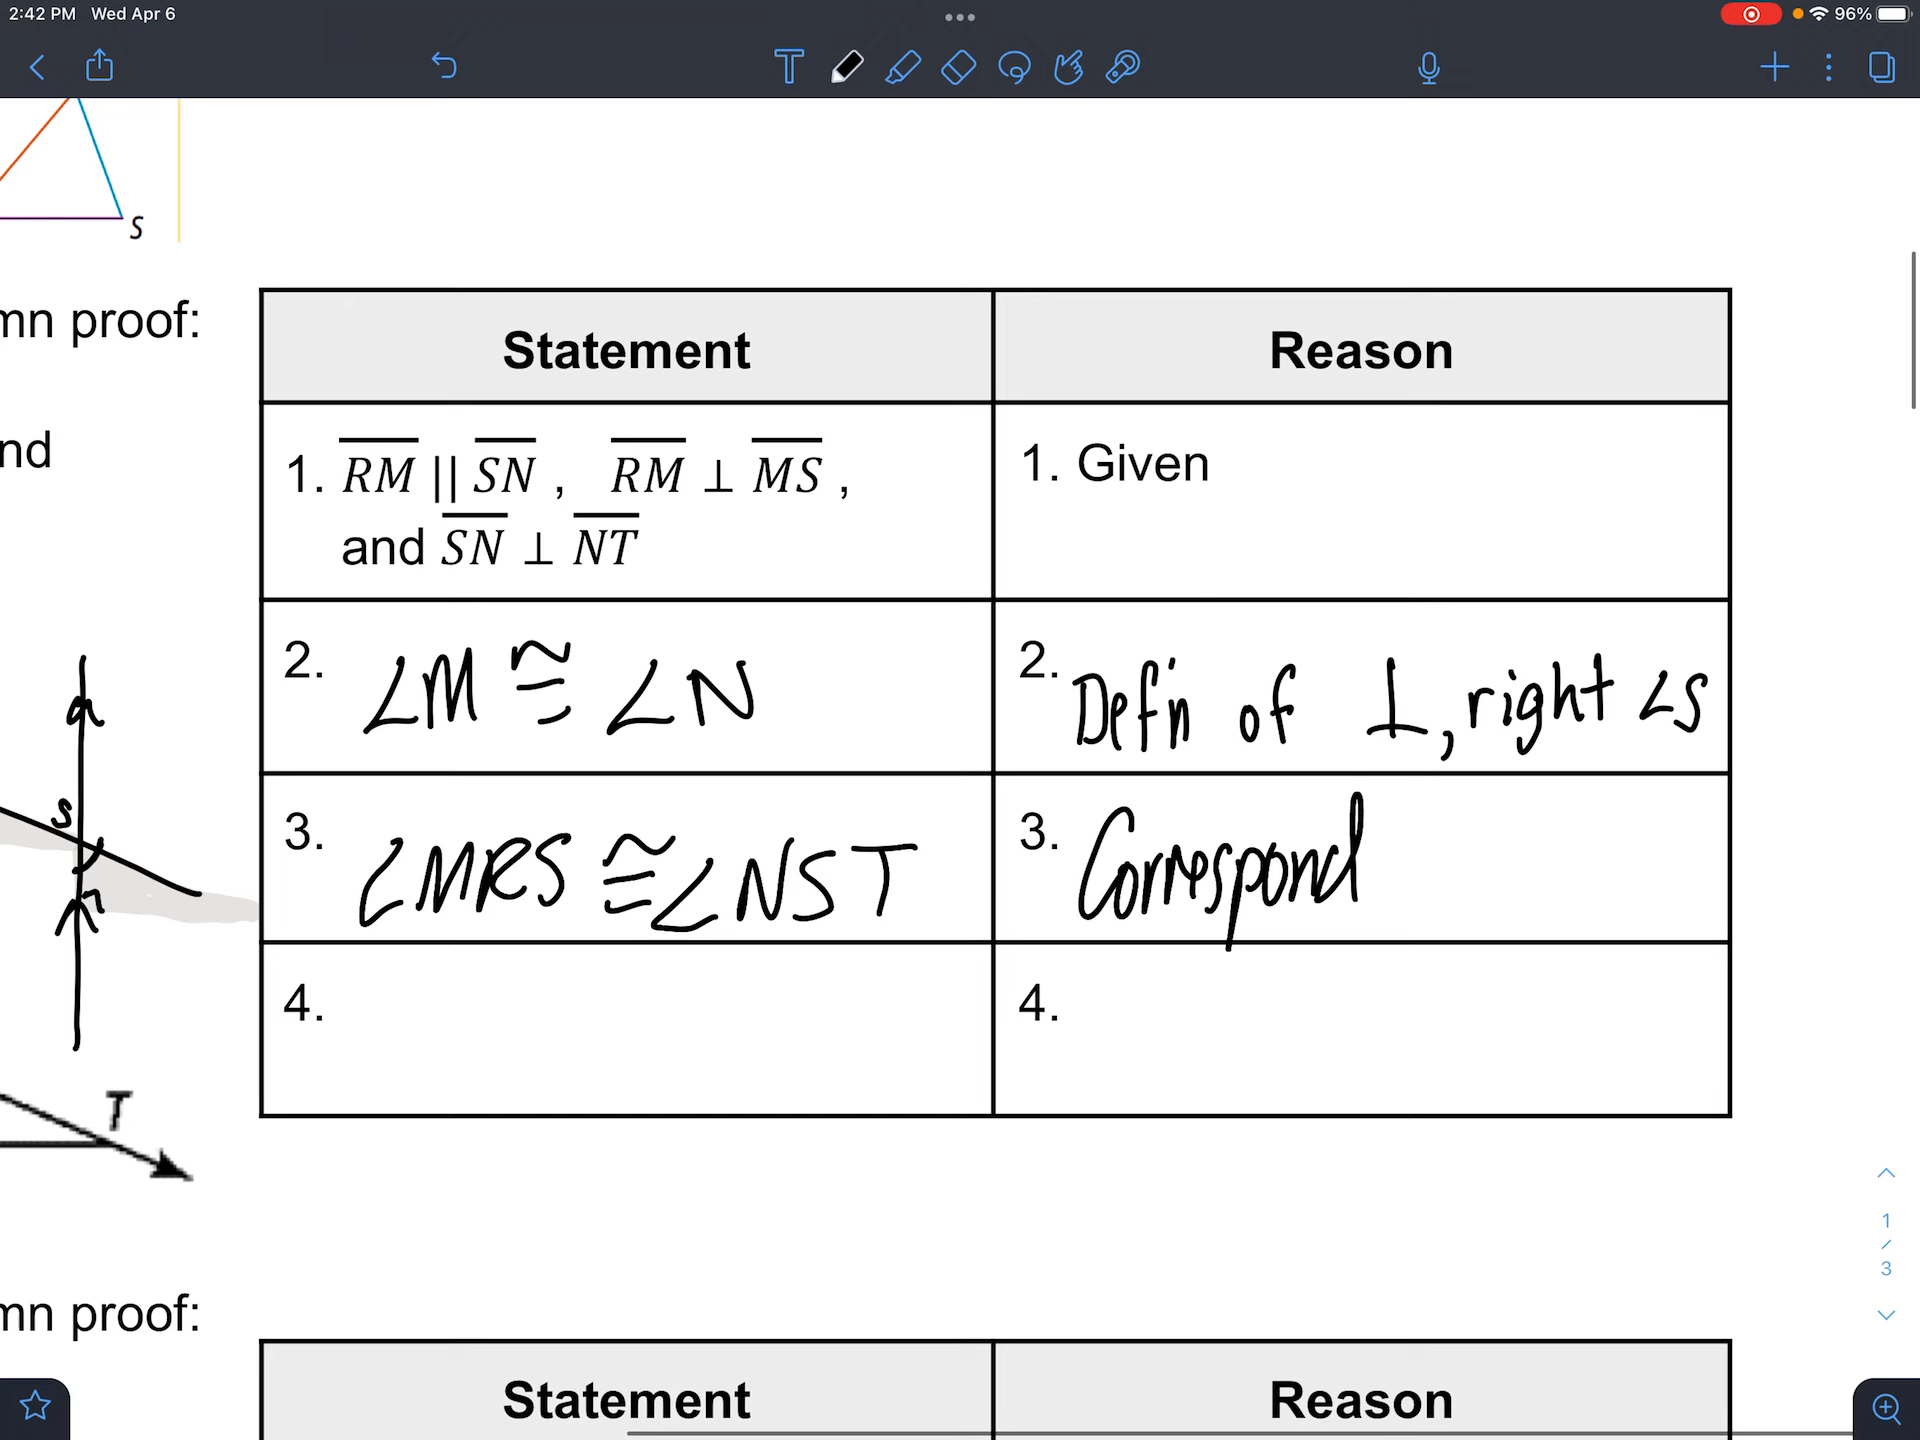 2:42 PM Wed Apr 6
96%
S
mn proof:
Statement
Reason
nd
1. RM || SN , RM ⊥ MS ,
and SN ⊥ NT
1. Given
2. ∠M ≅ ∠N
2. Def'n of ⊥, right ∠s
s
3. ∠MRS ≅ ∠NST
3. Correspond
4.
4.
T
1
/
3
mn proof:
Statement
Reason